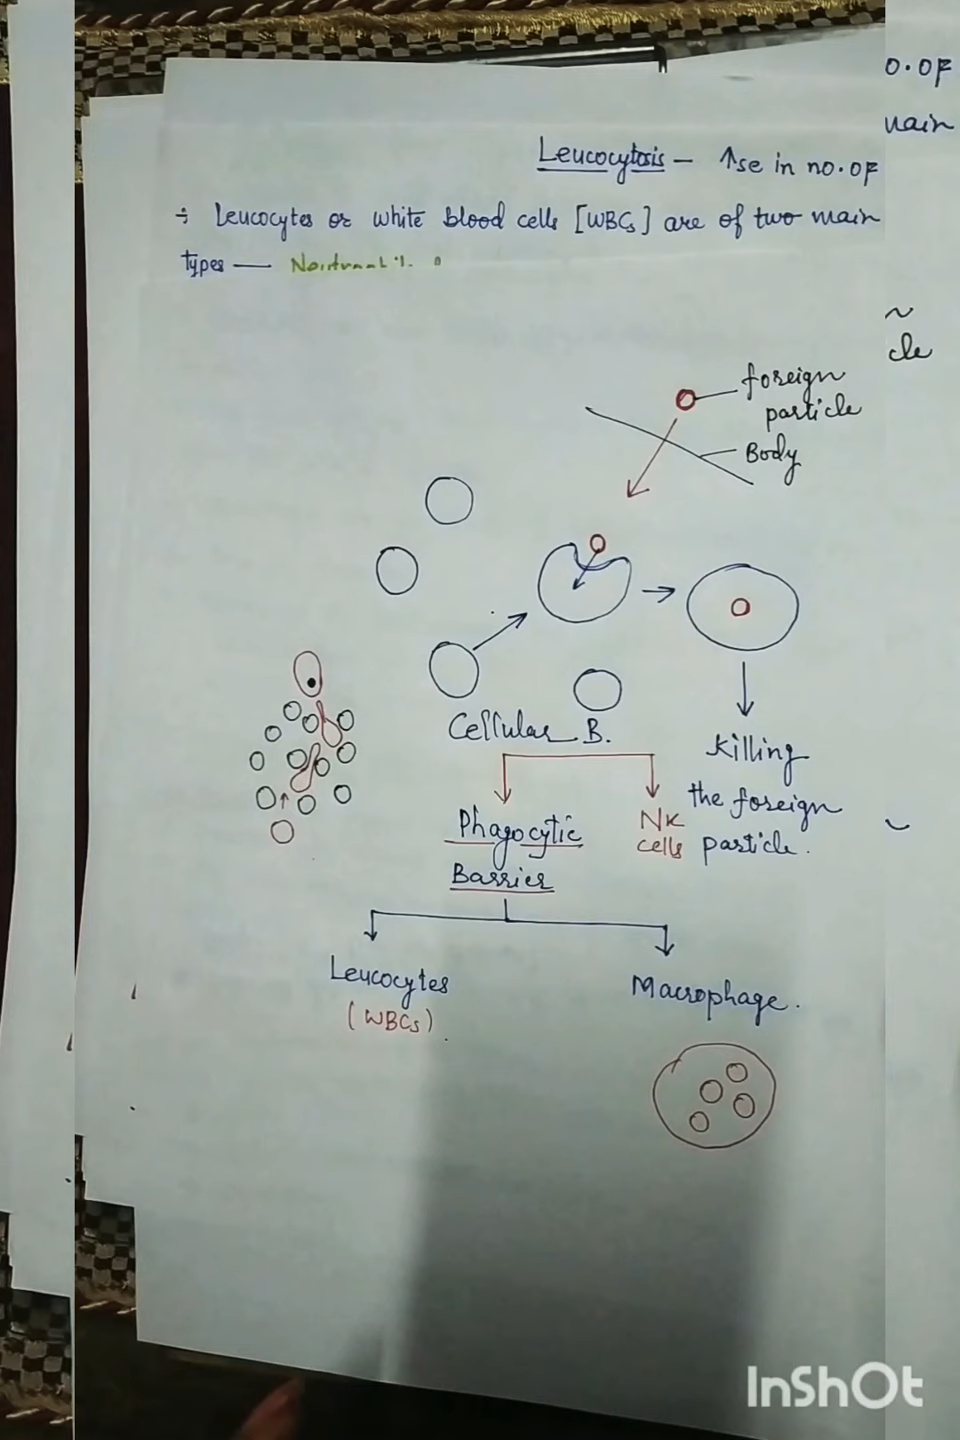 Leucocytosis — ↑se in no. of
÷ Leucocytes or white blood cells [WBCs] are of two main
types —
foreign
particle
Body
Cellular B.
Killing
the foreign
particle.
Phagocytic
Barrier
NK
cells
Leucocytes
(WBCs)
Macrophage.
o. of
main
cle
InShOt